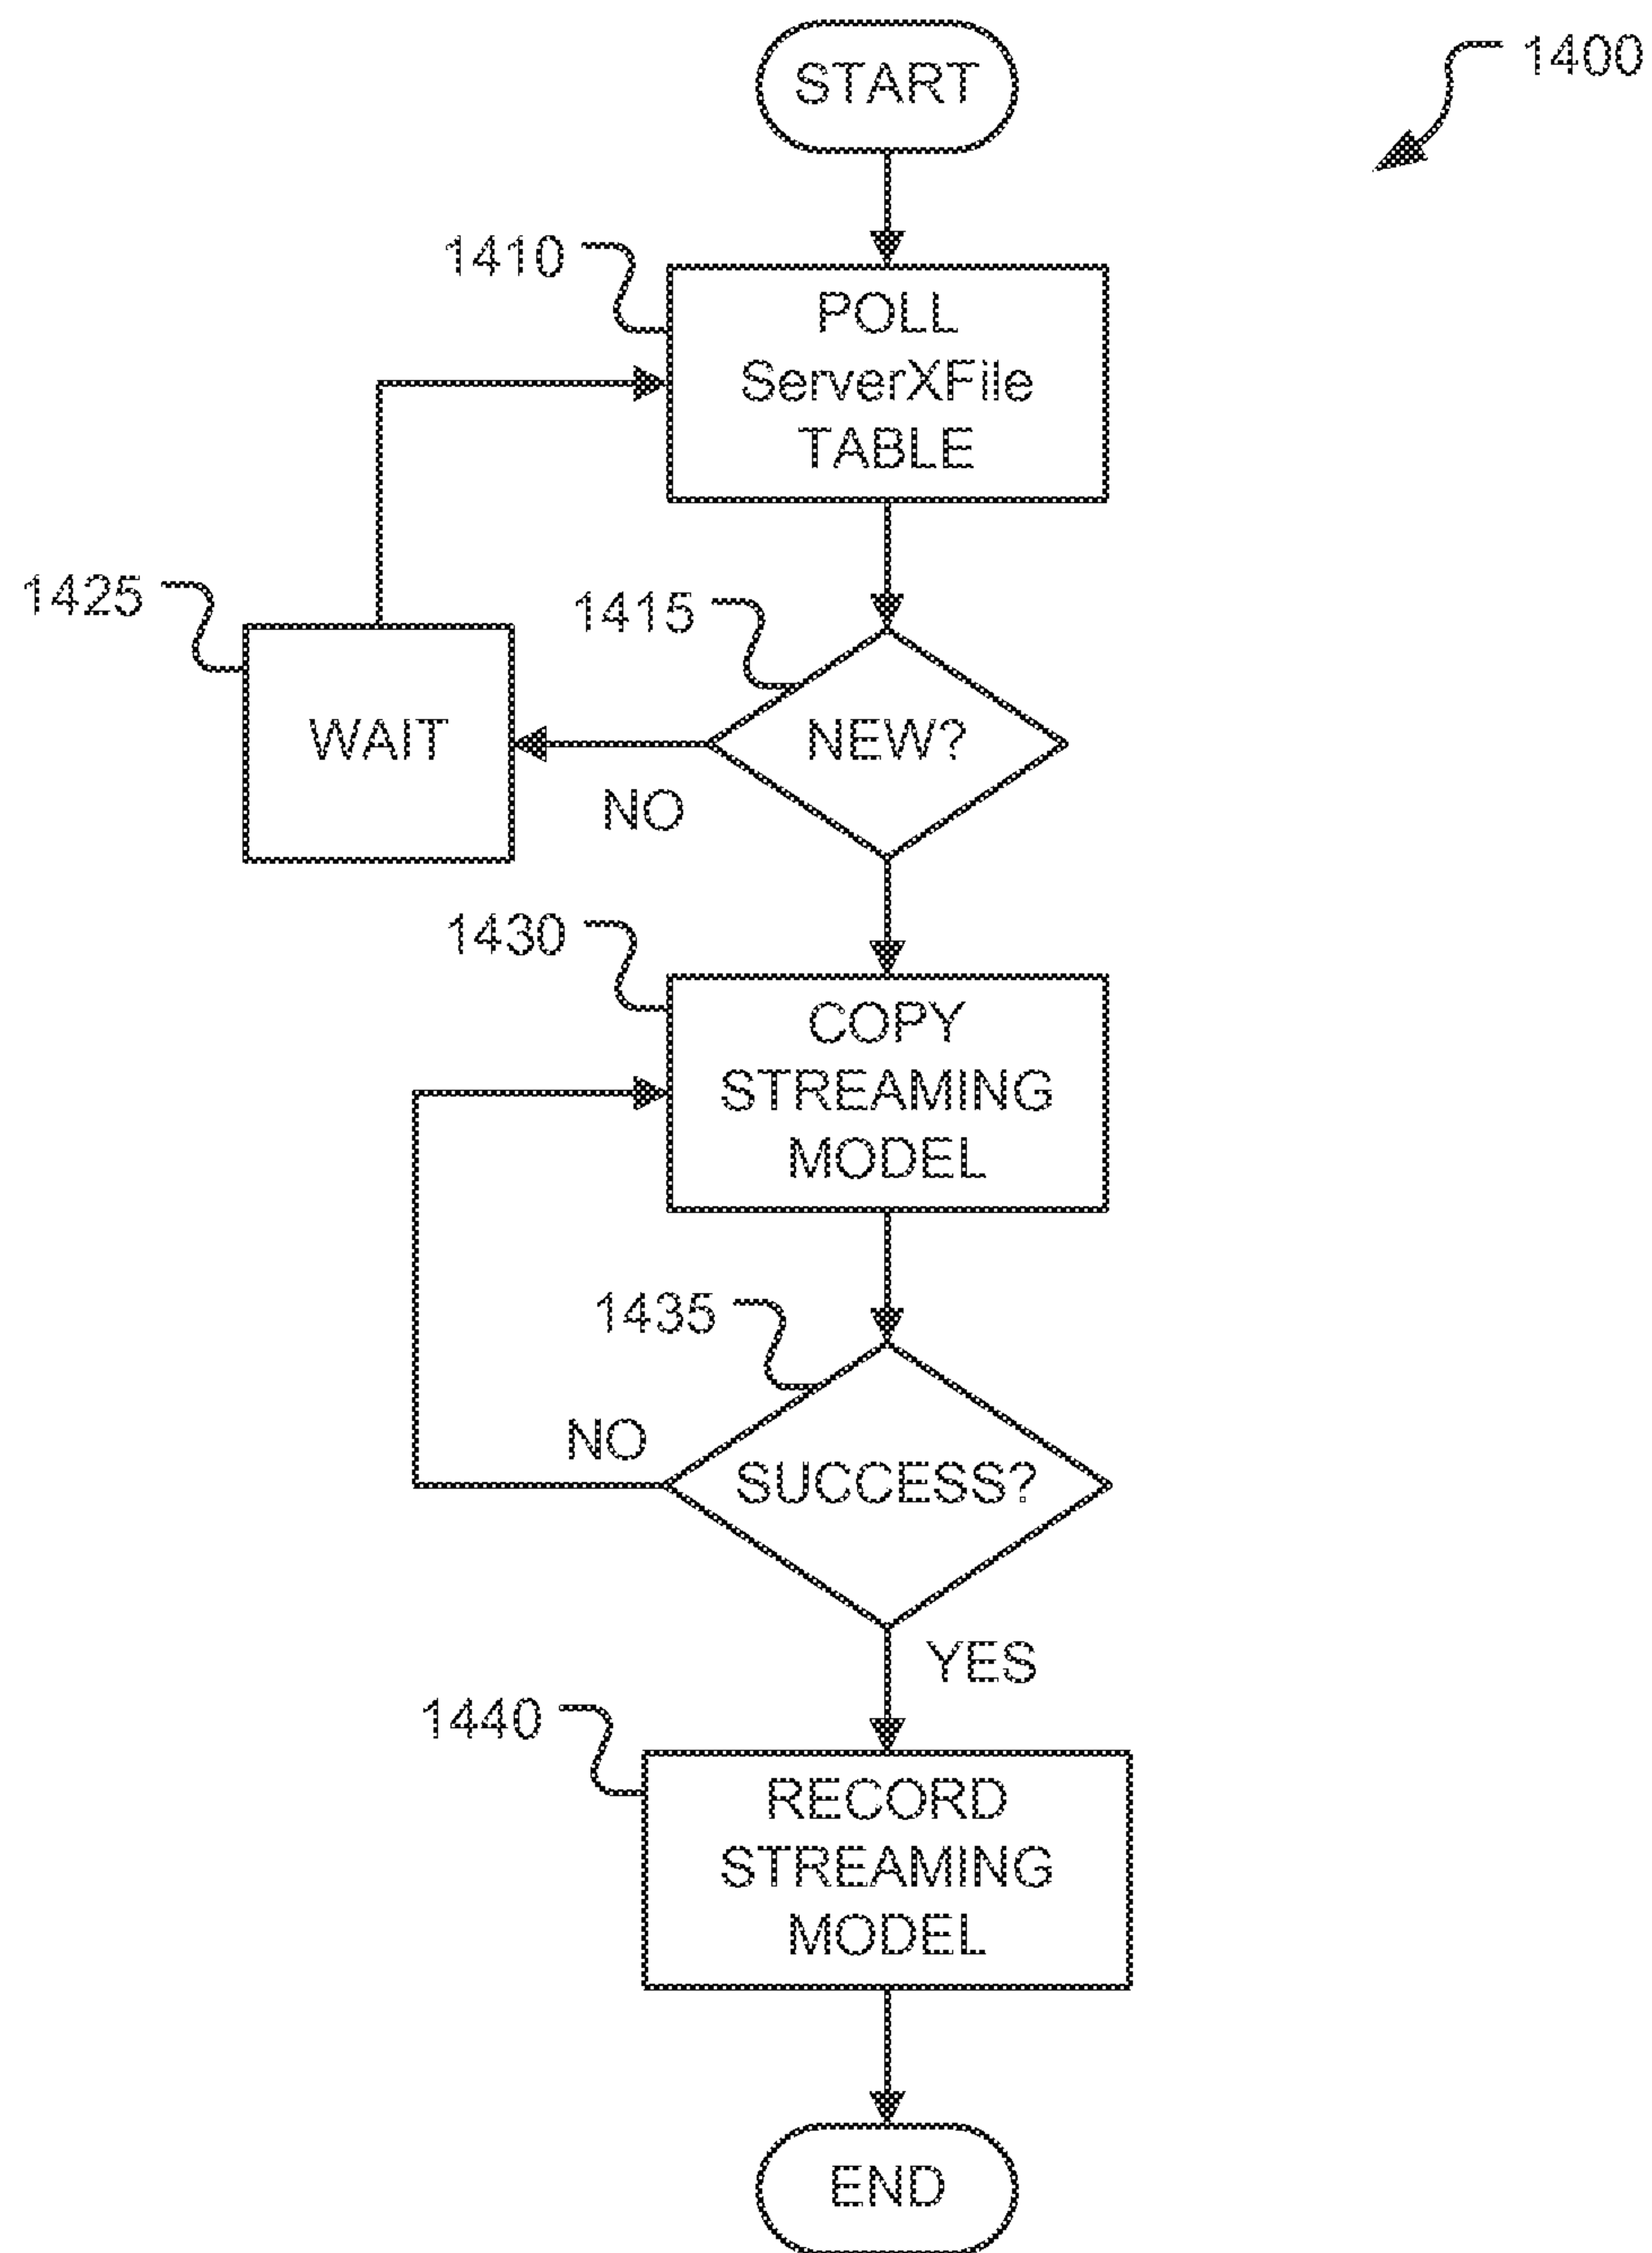 START
1400
1410
POLL
ServerXFile
TABLE
1425
1415
WAIT
NEW?
NO
1430
COPY
STREAMING
MODEL
1435
NO
SUCCESS?
YES
1440
RECORD
STREAMING
MODEL
END